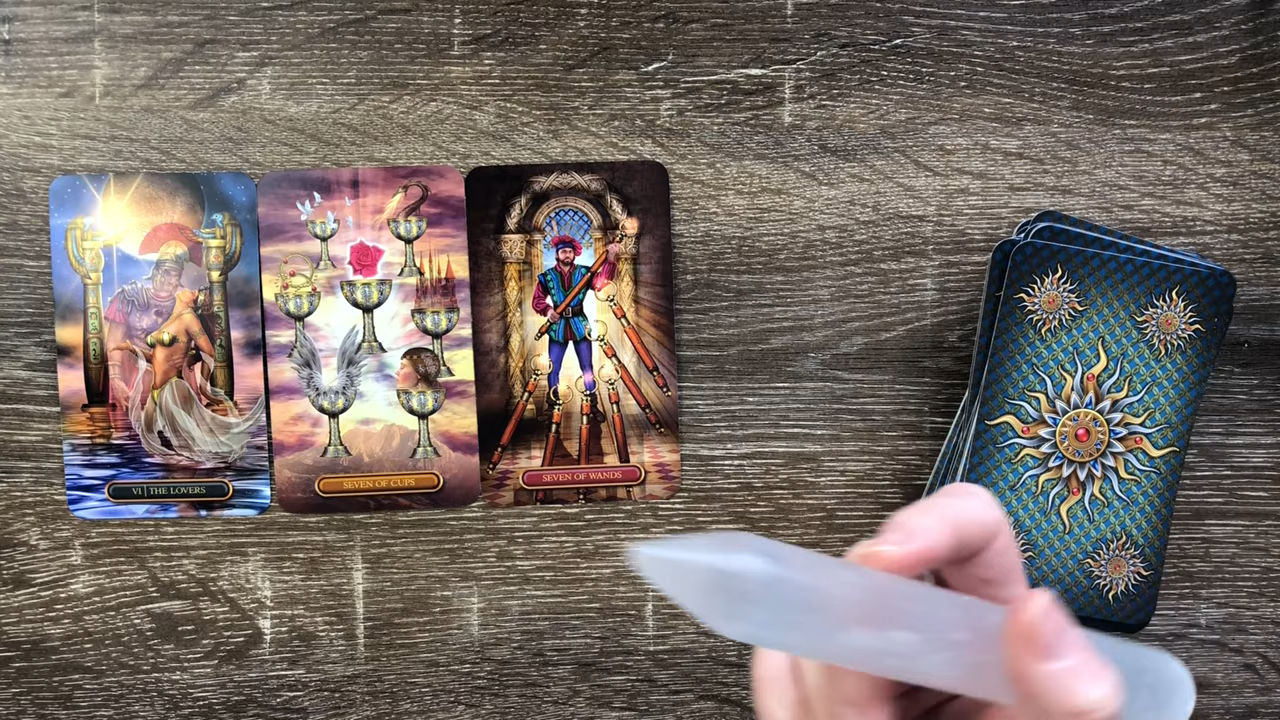 VI | THE LOVERS
SEVEN OF CUPS
SEVEN OF WANDS